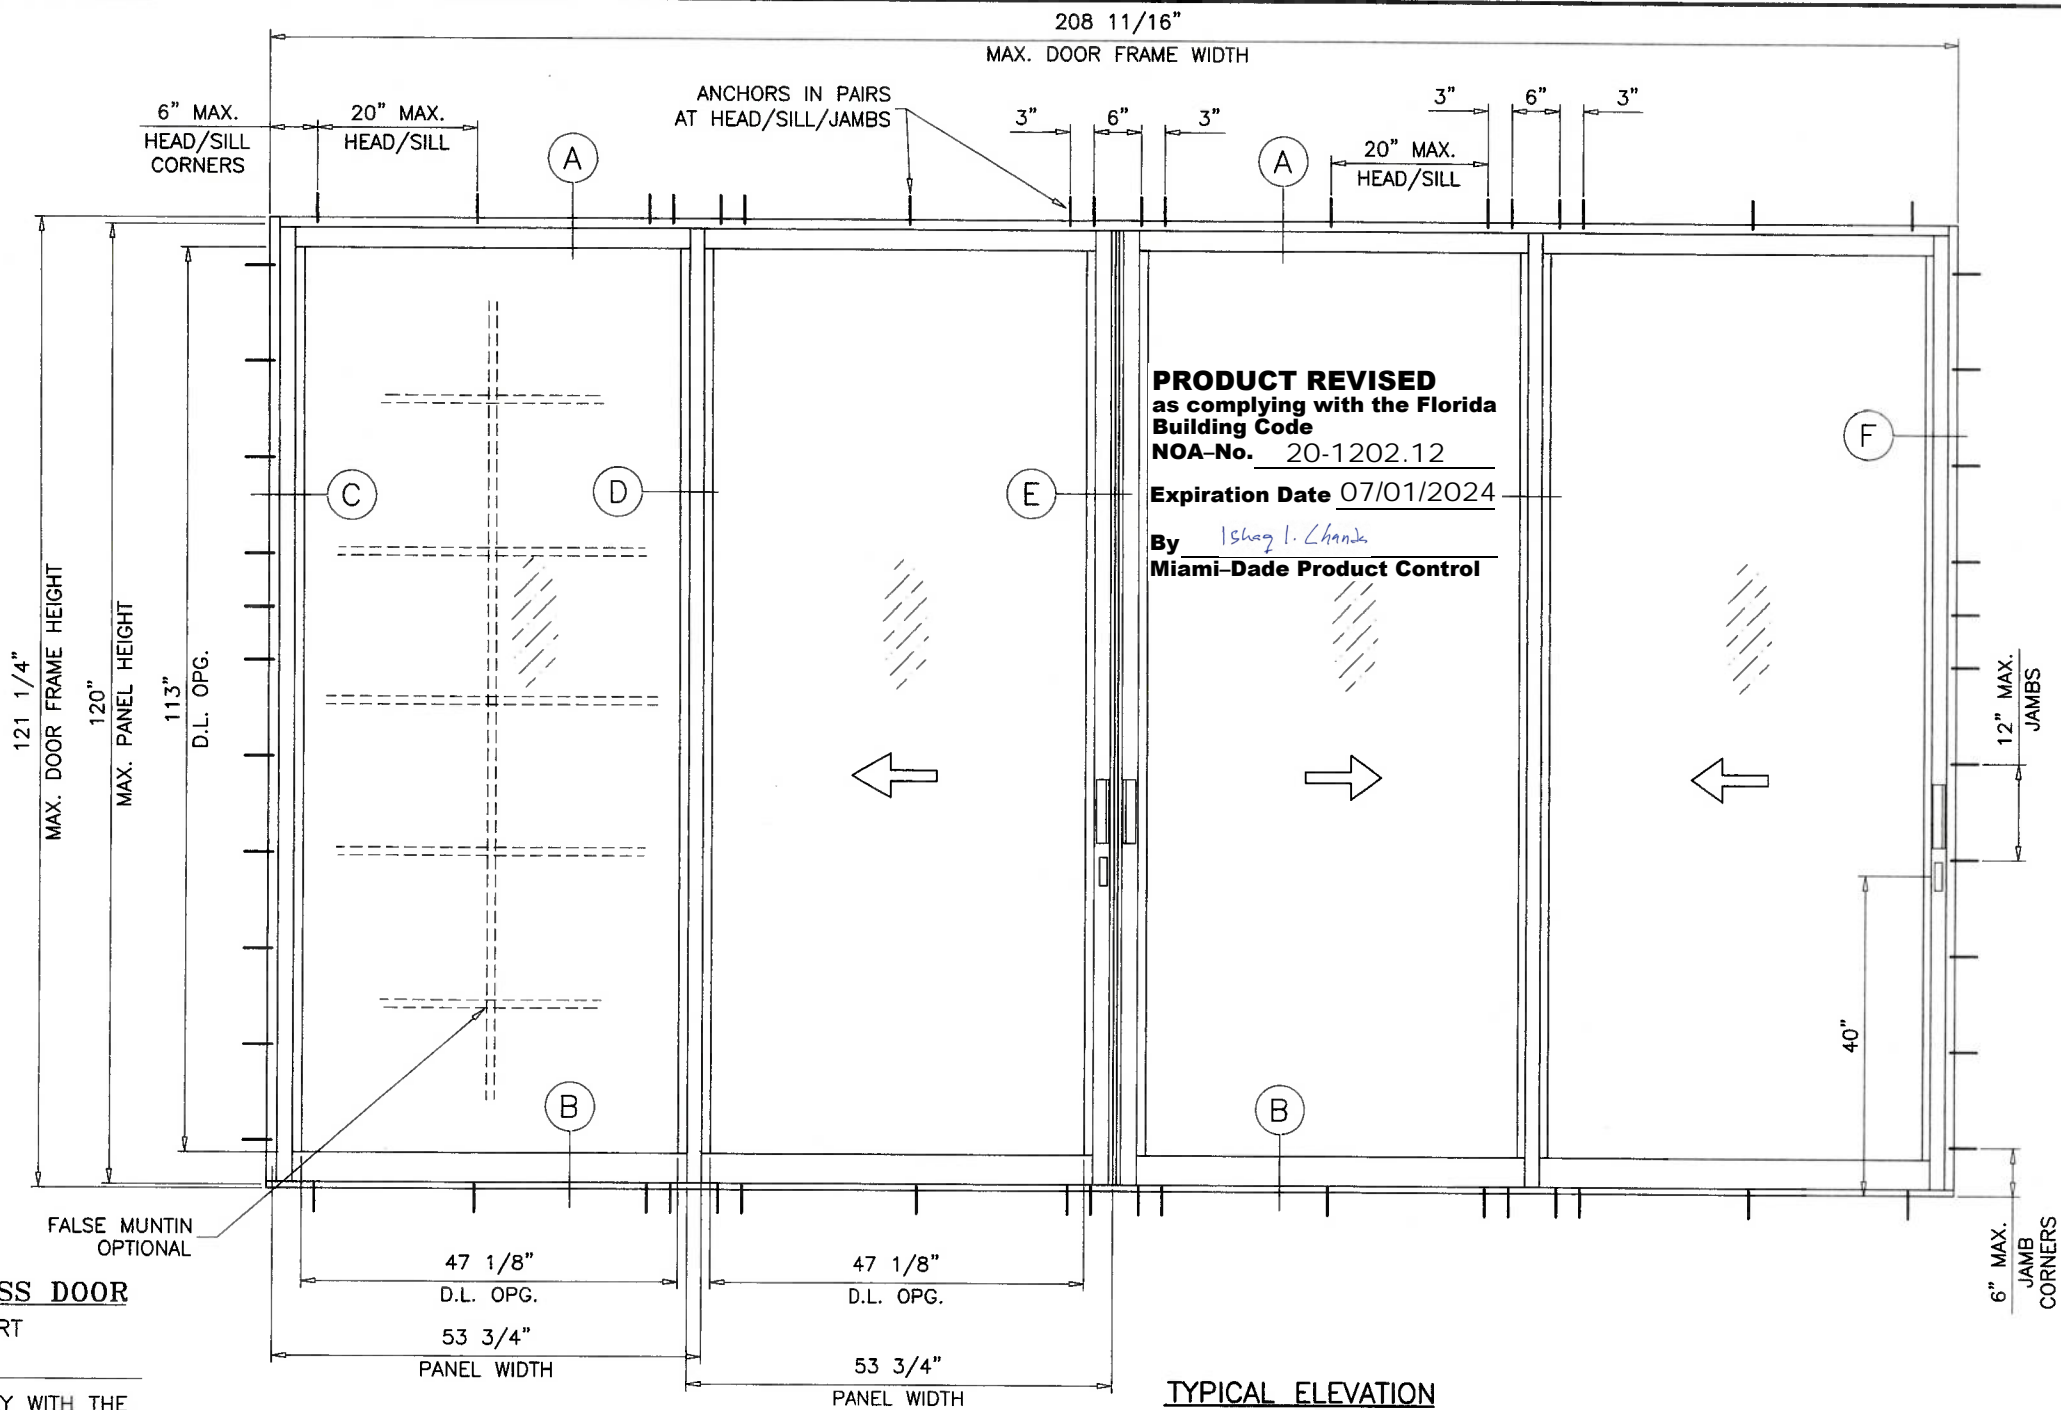 208 11/16"
MAX. DOOR FRAME WIDTH
6" MAX.
HEAD/SILL
CORNERS
20" MAX.
HEAD/SILL
ANCHORS IN PAIRS
AT HEAD/SILL/JAMBS
3"
6"
3"
3"
6"
3"
20" MAX.
HEAD/SILL
A
A
121 1/4"
MAX. DOOR FRAME HEIGHT
120"
MAX. PANEL HEIGHT
113"
D.L. OPG.
C
D
E
F
PRODUCT REVISED
as complying with the Florida
Building Code
NOA–No. 20-1202.12
Expiration Date 07/01/2024
By
Miami–Dade Product Control
12" MAX.
JAMBS
40"
B
B
6" MAX.
JAMB
CORNERS
FALSE MUNTIN
OPTIONAL
47 1/8"
D.L. OPG.
47 1/8"
D.L. OPG.
53 3/4"
PANEL WIDTH
53 3/4"
PANEL WIDTH
TYPICAL ELEVATION
SS DOOR
RT
Y WITH THE